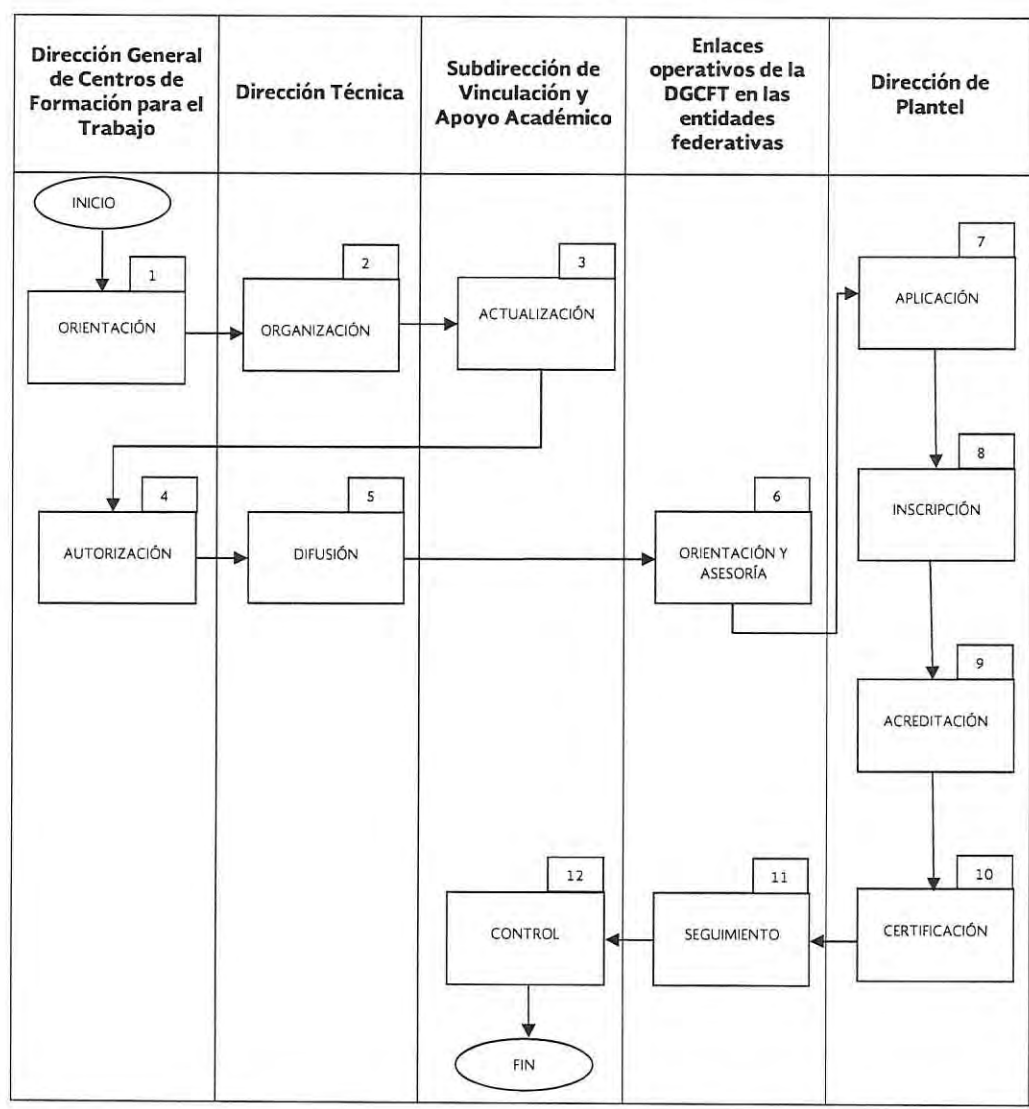 Dirección General
de Centros de
Formación para el
Trabajo
Dirección Técnica
Subdirección de
Vinculación y
Apoyo Académico
Enlaces
operativos de la
DGCFT en las
entidades
federativas
Dirección de
Plantel
INICIO
1
ORIENTACIÓN
2
ORGANIZACIÓN
3
ACTUALIZACIÓN
4
AUTORIZACIÓN
5
DIFUSIÓN
6
ORIENTACIÓN Y
ASESORÍA
7
APLICACIÓN
8
INSCRIPCIÓN
9
ACREDITACIÓN
10
CERTIFICACIÓN
11
SEGUIMIENTO
12
CONTROL
FIN